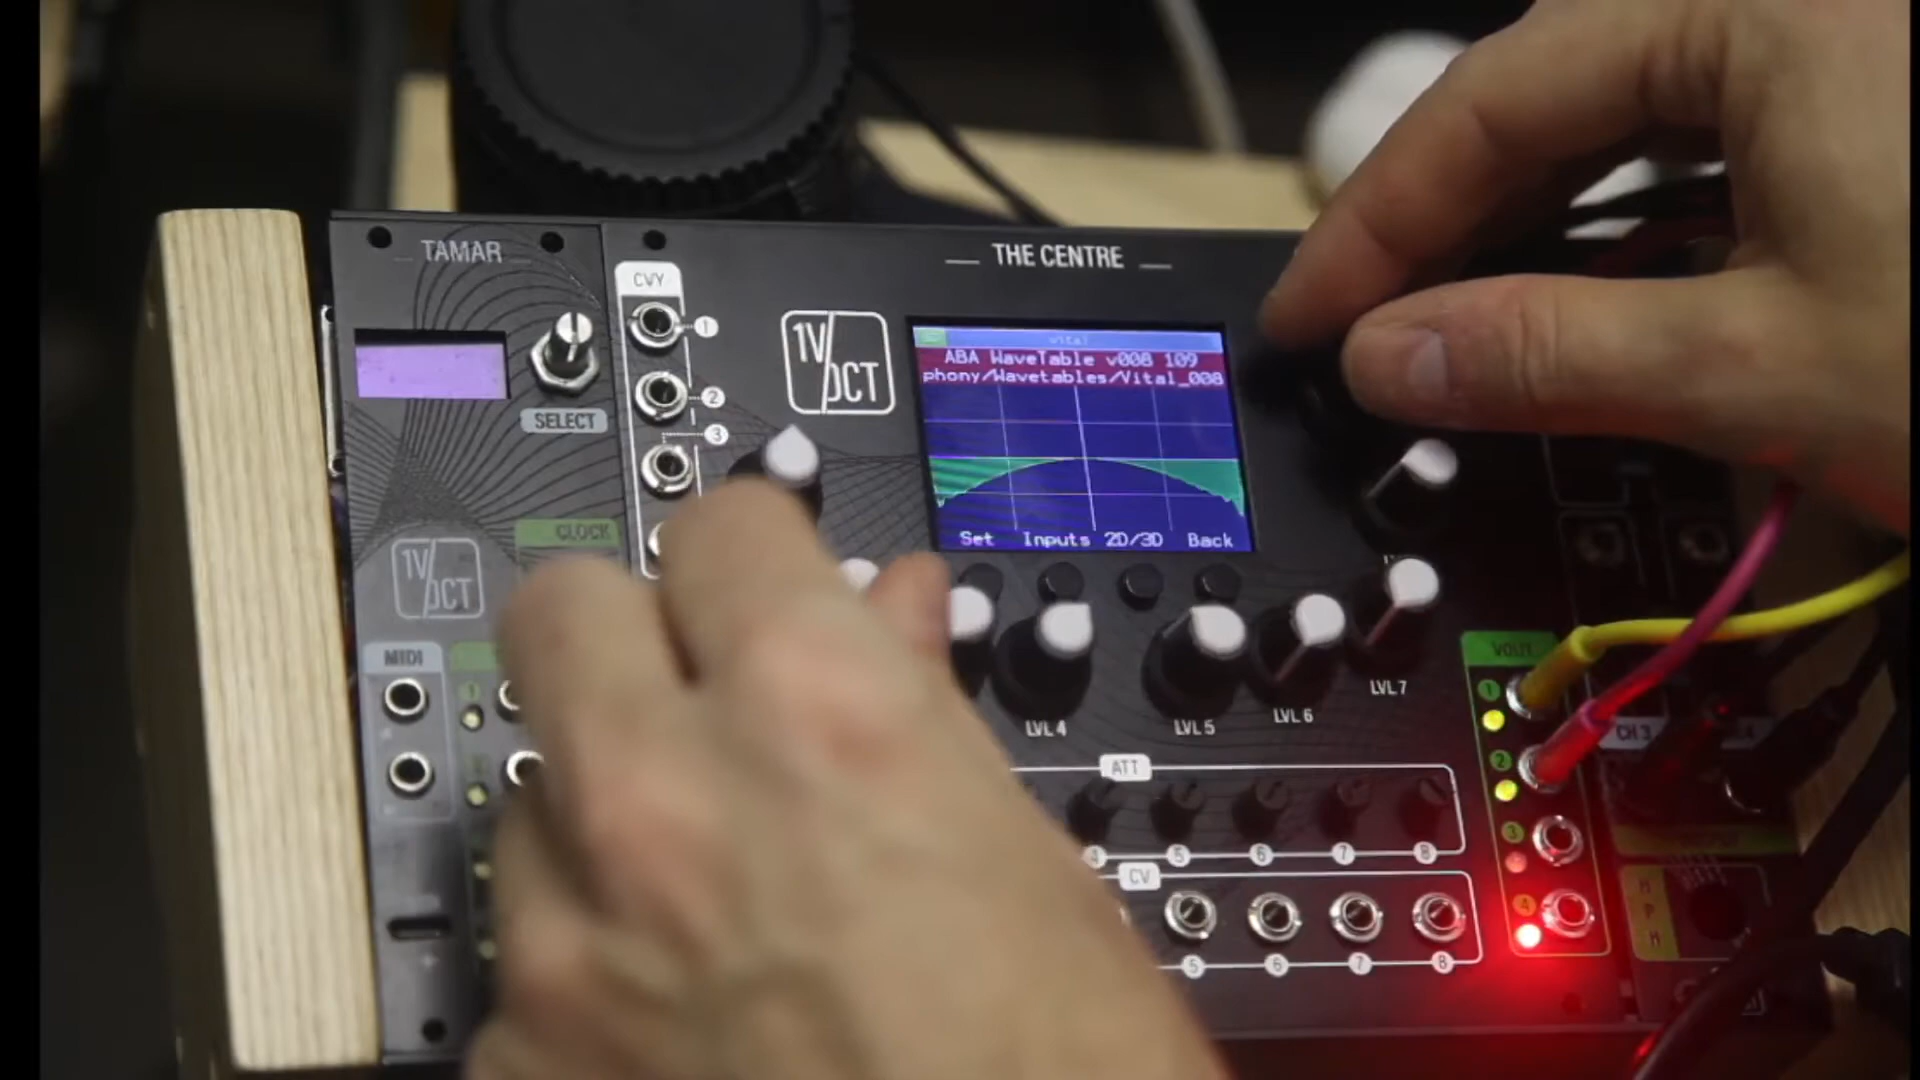 TAMAR
THE CENTRE
CVY
1
2
3
1V/OCT
SELECT
vital
ABA WaveTable v008 109
phony/Wavetables/Vital_008
Set Inputs 2D/3D Back
CLOCK
1V/OCT
MIDI
1
LVL 4
LVL 5
LVL 6
LVL 7
VOUT
1
2
3
4
CH 3
ATT
4 5 6 7 8
CV
5 6 7 8